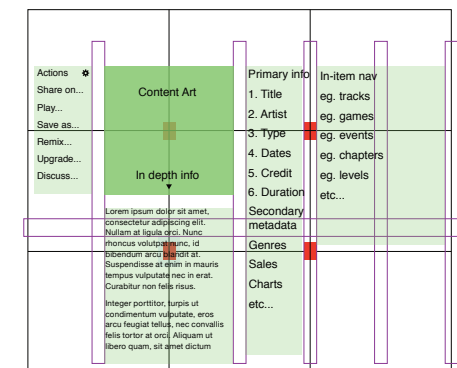 Actions
Share on...
Play...
Save as...
Remix...
Upgrade...
Discuss...
Content Art
In depth info
Lorem ipsum dolor sit amet,
consectetur adipiscing elit.
Nullam at ligula orci. Nunc
rhoncus volutpat nunc, id
bibendum arcu blandit at.
Suspendisse at enim in mauris
tempus vulputate nec in erat.
Curabitur non felis risus.
Integer porttitor, turpis ut
condimentum vulputate, eros
arcu feugiat tellus, nec convallis
felis tortor at orci. Aliquam ut
libero quam, sit amet dictum
Primary info
1. Title
2. Artist
3. Type
4. Dates
5. Credit
6. Duration
Secondary
metadata
Genres
Sales
Charts
etc...
In-item nav
eg. tracks
eg. games
eg. events
eg. chapters
eg. levels
etc...